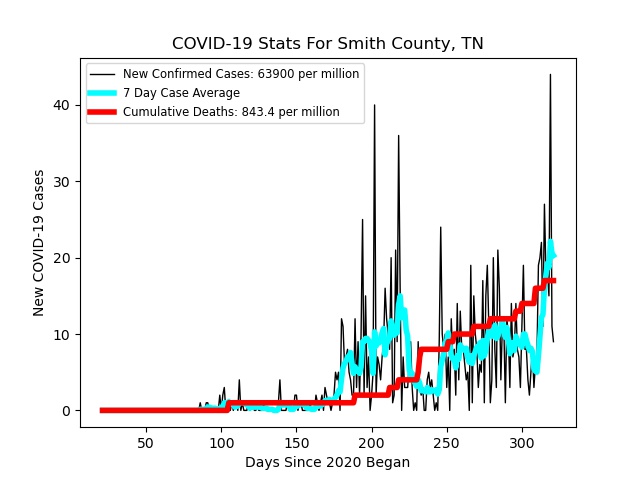 COVID-19 Stats For Smith County, TN
New Confirmed Cases: 63900 per million
7 Day Case Average
Cumulative Deaths: 843.4 per million
New COVID-19 Cases
40
30
20
10
0
50
100
150
200
250
300
Days Since 2020 Began